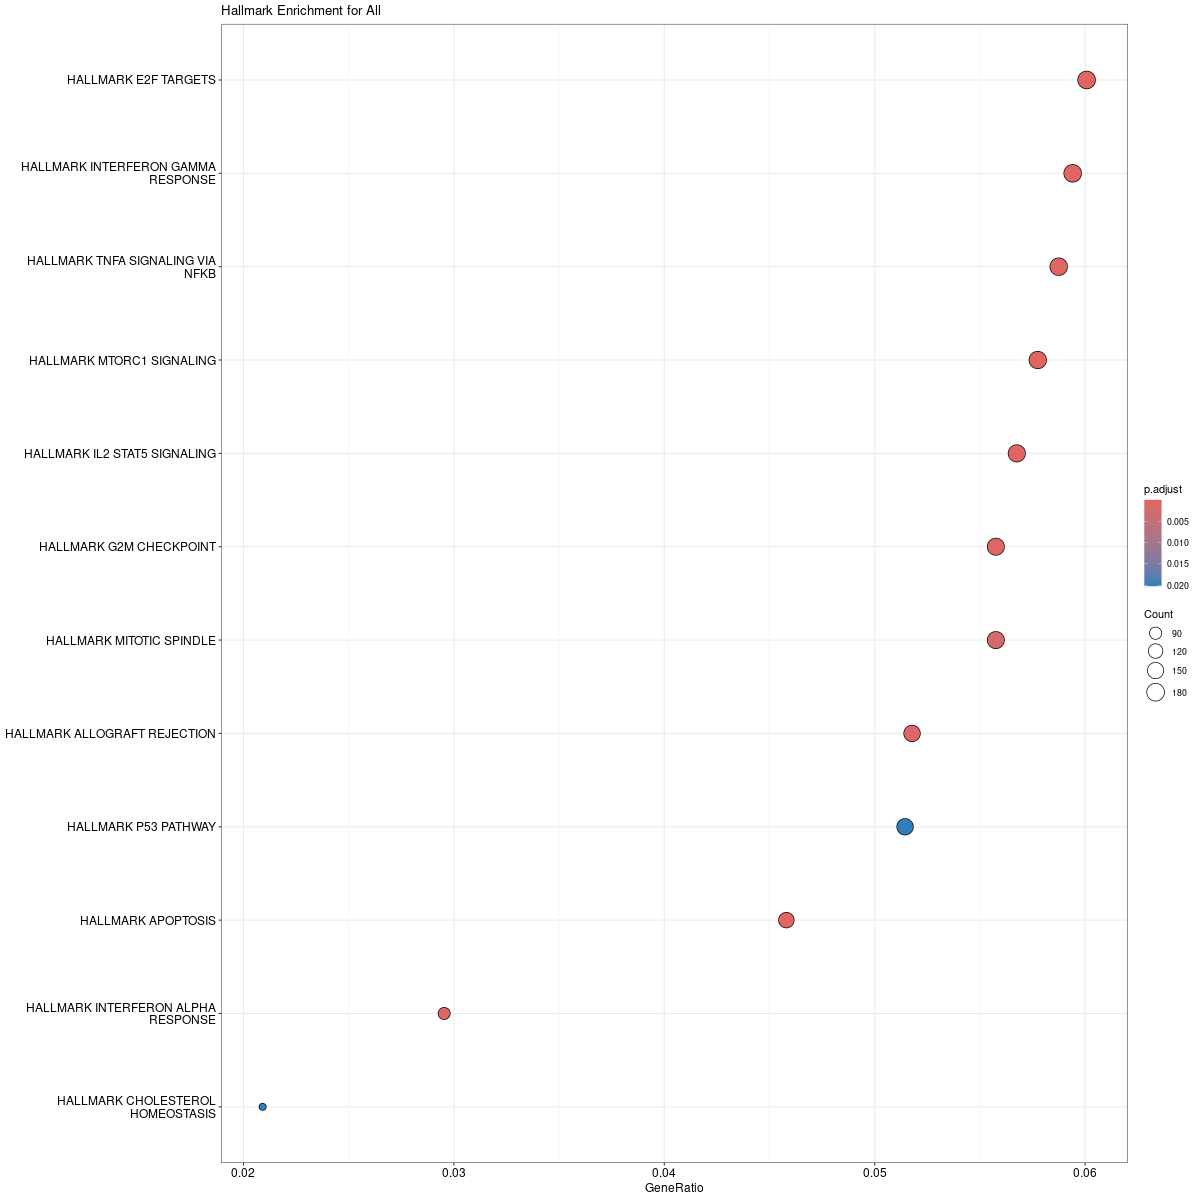 Hallmark Enrichment for All
HALLMARK E2F TARGETS
HALLMARK INTERFERON GAMMA
RESPONSE
HALLMARK TNFA SIGNALING VIA
NFKB
HALLMARK MTORC1 SIGNALING
HALLMARK IL2 STAT5 SIGNALING
HALLMARK G2M CHECKPOINT
HALLMARK MITOTIC SPINDLE
HALLMARK ALLOGRAFT REJECTION
HALLMARK P53 PATHWAY
HALLMARK APOPTOSIS
HALLMARK INTERFERON ALPHA
RESPONSE
HALLMARK CHOLESTEROL
HOMEOSTASIS
0.02 0.03 0.04 0.05 0.06
GeneRatio
p.adjust
0.005
0.010
0.015
0.020
Count
90
120
150
180